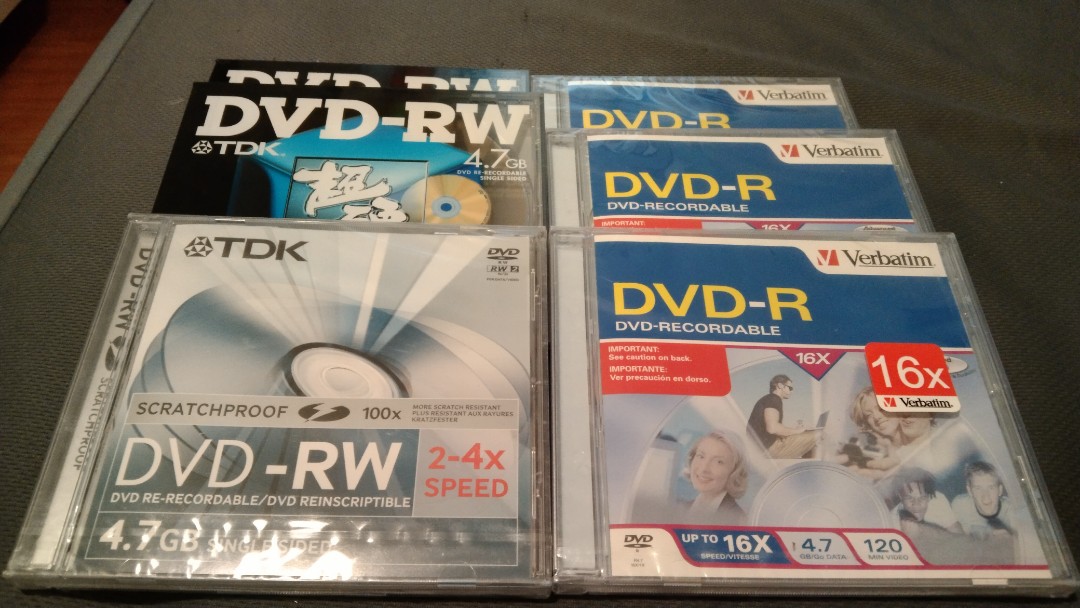 DVD-RW
DVD-RW
TDK
4.7GB
DVD RE-RECORDABLE
SINGLE SIDED
超
TDK
DVD
RW 2
DVD-RW
SCRATCHPROOF
SCRATCHPROOF 100x
MORE SCRATCH RESISTANT
PLUS RESISTANT AUX RAYURES
KRATZFESTER
DVD-RW
2-4x
SPEED
DVD RE-RECORDABLE/DVD REINSCRIPTIBLE
4.7GB SINGLE SIDED
Verbatim
DVD-R
Verbatim
DVD-R
DVD-RECORDABLE
IMPORTANT:
16X
Advanced
Verbatim
DVD-R
DVD-RECORDABLE
IMPORTANT:
See caution on back.
IMPORTANTE:
Ver precaución en dorso.
16X
16x
Verbatim
DVD
R
UP TO 16X
SPEED/VITESSE
4.7
GB/Go DATA
120
MIN VIDEO